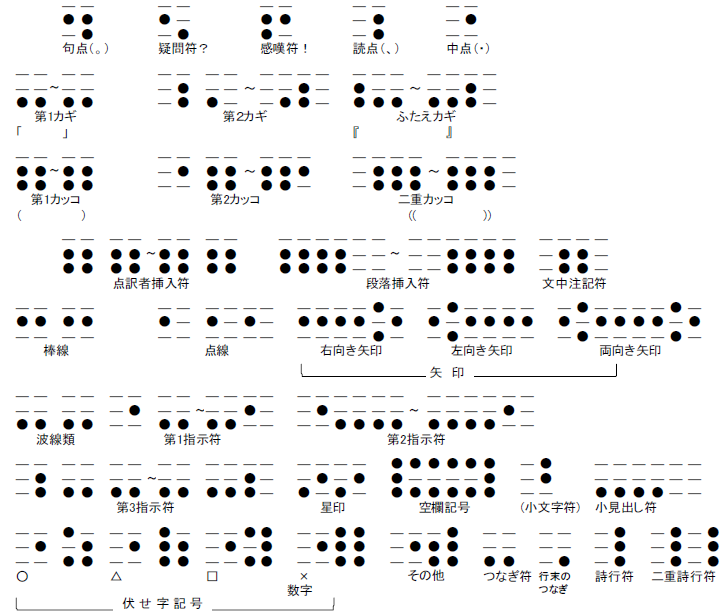 句点(。) 疑問符? 感嘆符! 読点(、) 中点(・)
～ ～ ～
第1カギ 第2カギ ふたえカギ
「 」 『 』
～ ～ ～
第1カッコ 第2カッコ 二重カッコ
( ) (( ))
～ ～
点訳者挿入符 段落挿入符 文中注記符
棒線 点線 右向き矢印 左向き矢印 両向き矢印
矢印
～ ～
波線類 第1指示符 第2指示符
～
第3指示符 星印 空欄記号 (小文字符) 小見出し符
○ △ □ × その他 つなぎ符 行末の 詩行符 二重詩行符
数字 つなぎ
伏せ字記号